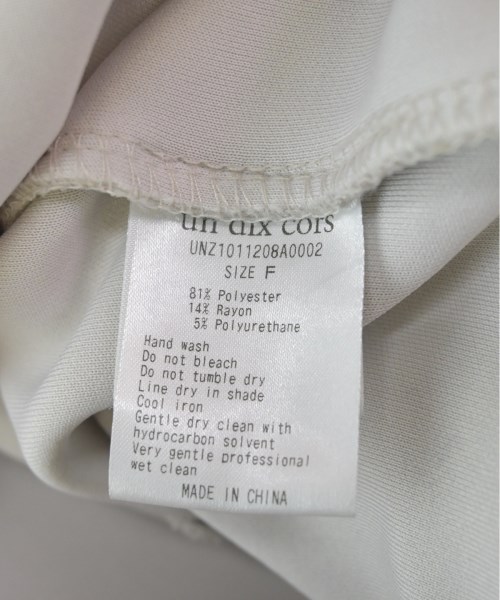 un dix cors
UNZ1011208A0002
SIZE F
81% Polyester
14% Rayon
5% Polyurethane
Hand wash
Do not bleach
Do not tumble dry
Line dry in shade
Cool iron
Gentle dry clean with
hydrocarbon solvent
Very gentle professional
wet clean
MADE IN CHINA